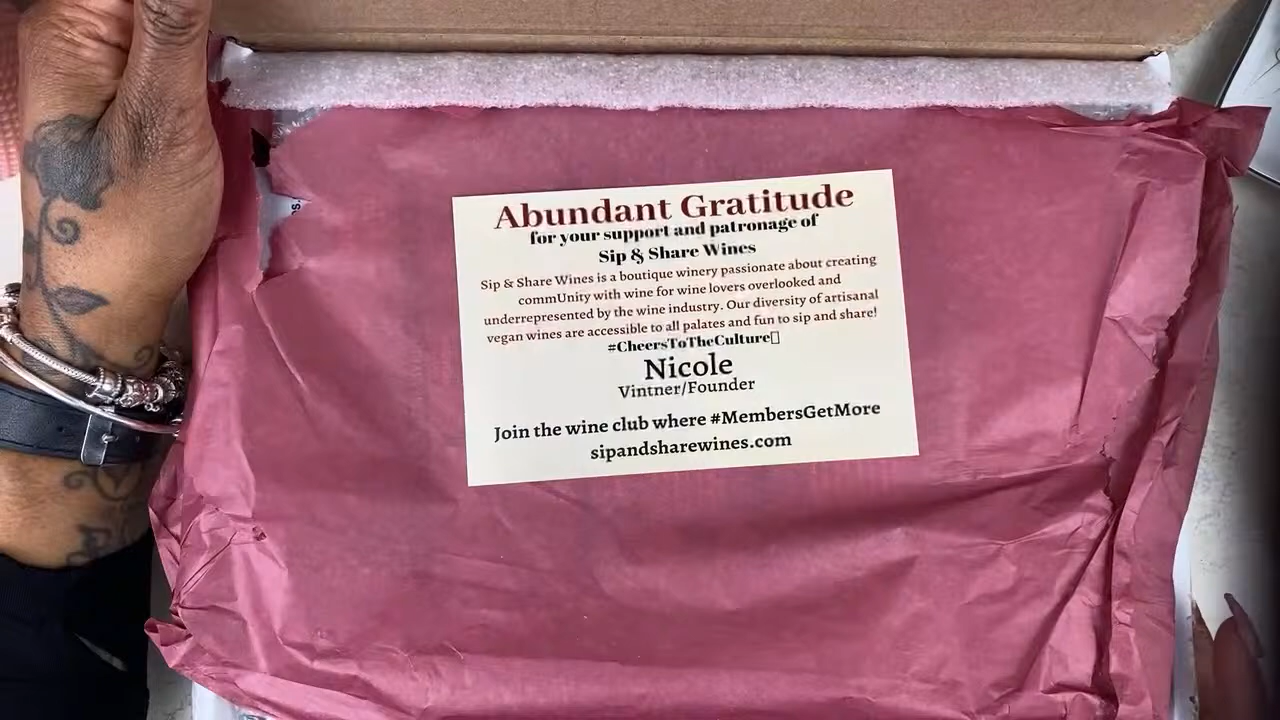 Abundant Gratitude
for your support and patronage of
Sip & Share Wines
Sip & Share Wines is a boutique winery passionate about creating
commUnity with wine for wine lovers overlooked and
underrepresented by the wine industry. Our diversity of artisanal
vegan wines are accessible to all palates and fun to sip and share!
#CheersToTheCulture▯
Nicole
Vintner/Founder
Join the wine club where #MembersGetMore
sipandsharewines.com